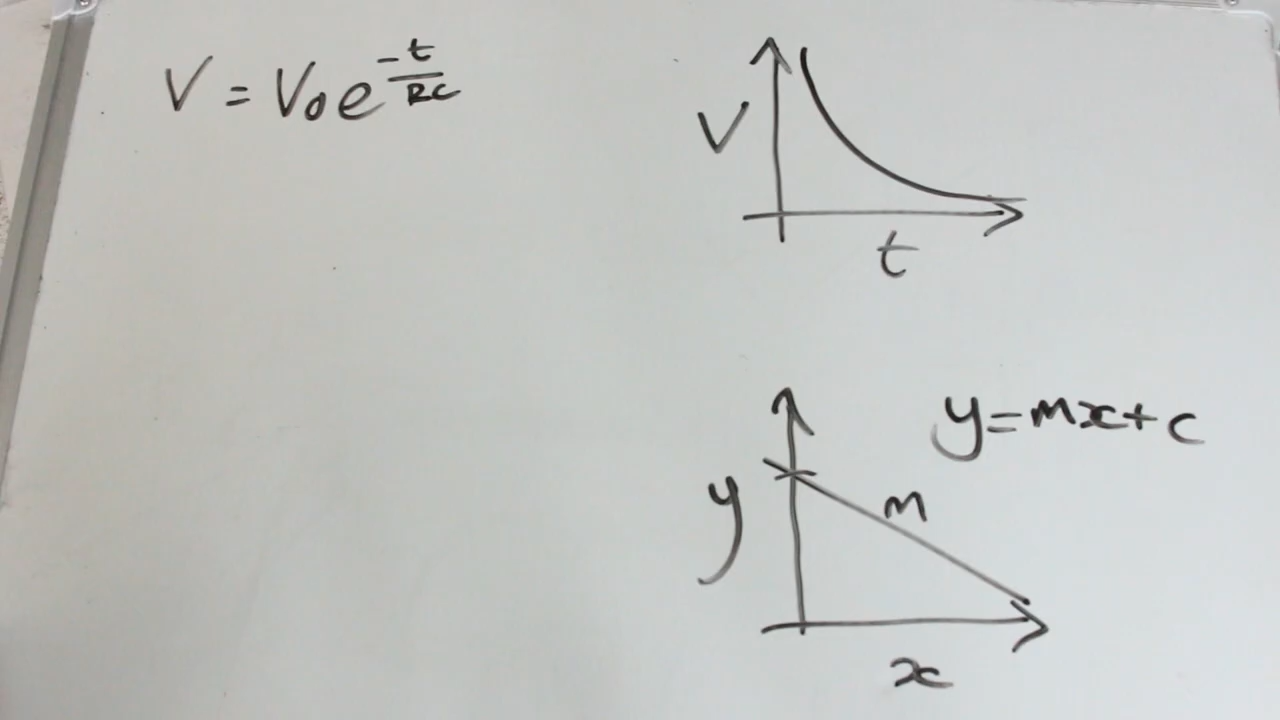 V = V₀e^(-t/RC)
V
t
y=mx+c
y
m
x